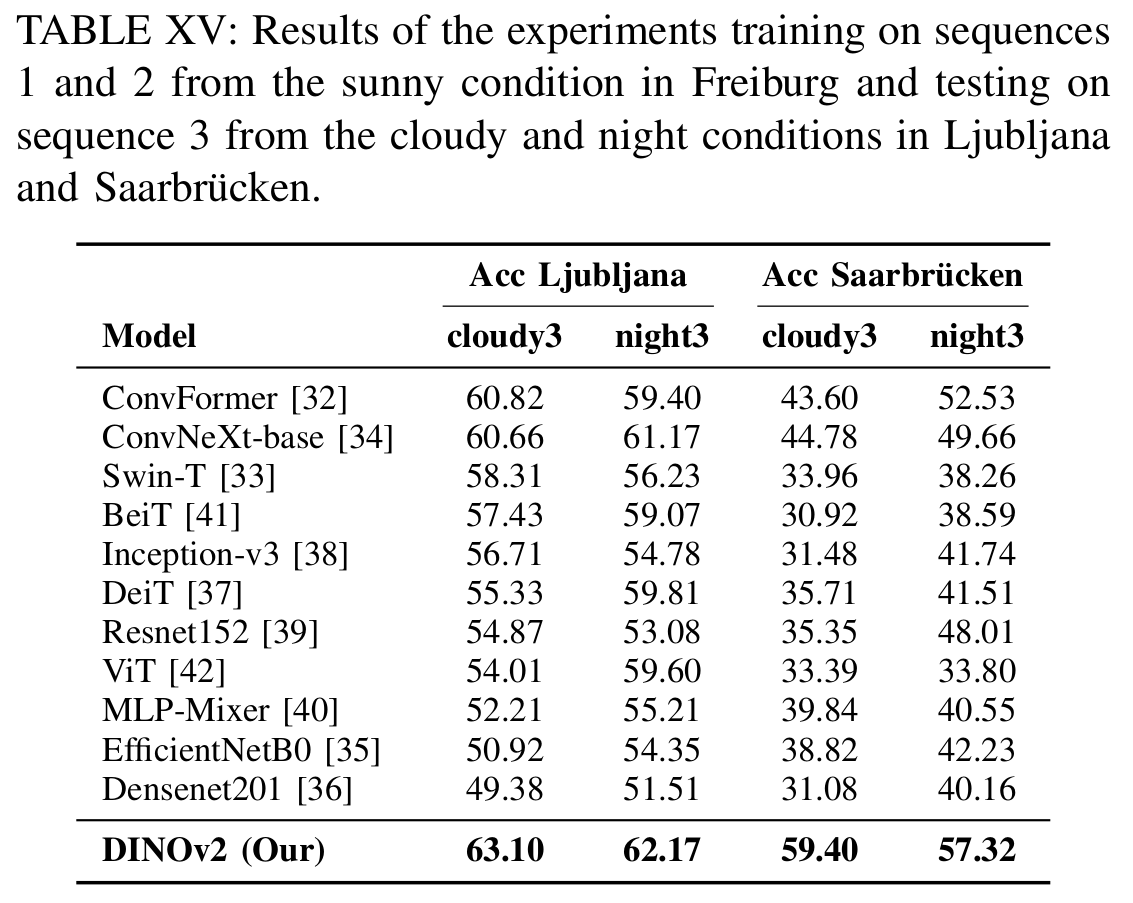 TABLE XV: Results of the experiments training on sequences
1 and 2 from the sunny condition in Freiburg and testing on
sequence 3 from the cloudy and night conditions in Ljubljana
and Saarbrücken.
Acc Ljubljana Acc Saarbrücken
Model cloudy3 night3 cloudy3 night3
ConvFormer [32] 60.82 59.40 43.60 52.53
ConvNeXt-base [34] 60.66 61.17 44.78 49.66
Swin-T [33] 58.31 56.23 33.96 38.26
BeiT [41] 57.43 59.07 30.92 38.59
Inception-v3 [38] 56.71 54.78 31.48 41.74
DeiT [37] 55.33 59.81 35.71 41.51
Resnet152 [39] 54.87 53.08 35.35 48.01
ViT [42] 54.01 59.60 33.39 33.80
MLP-Mixer [40] 52.21 55.21 39.84 40.55
EfficientNetB0 [35] 50.92 54.35 38.82 42.23
Densenet201 [36] 49.38 51.51 31.08 40.16
DINOv2 (Our) 63.10 62.17 59.40 57.32